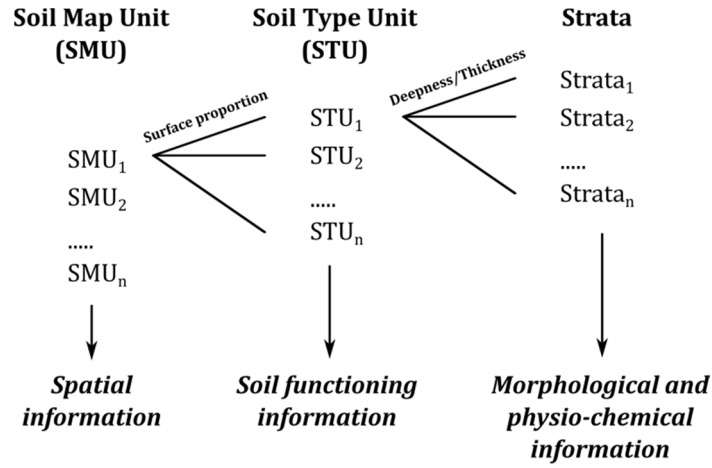 Soil Map Unit
(SMU)
Soil Type Unit
(STU)
Strata
Surface proportion
Deepness/Thickness
SMU₁
SMU₂
.....
SMUₙ
STU₁
STU₂
.....
STUₙ
Strata₁
Strata₂
.....
Strataₙ
Spatial
information
Soil functioning
information
Morphological and
physio-chemical
information